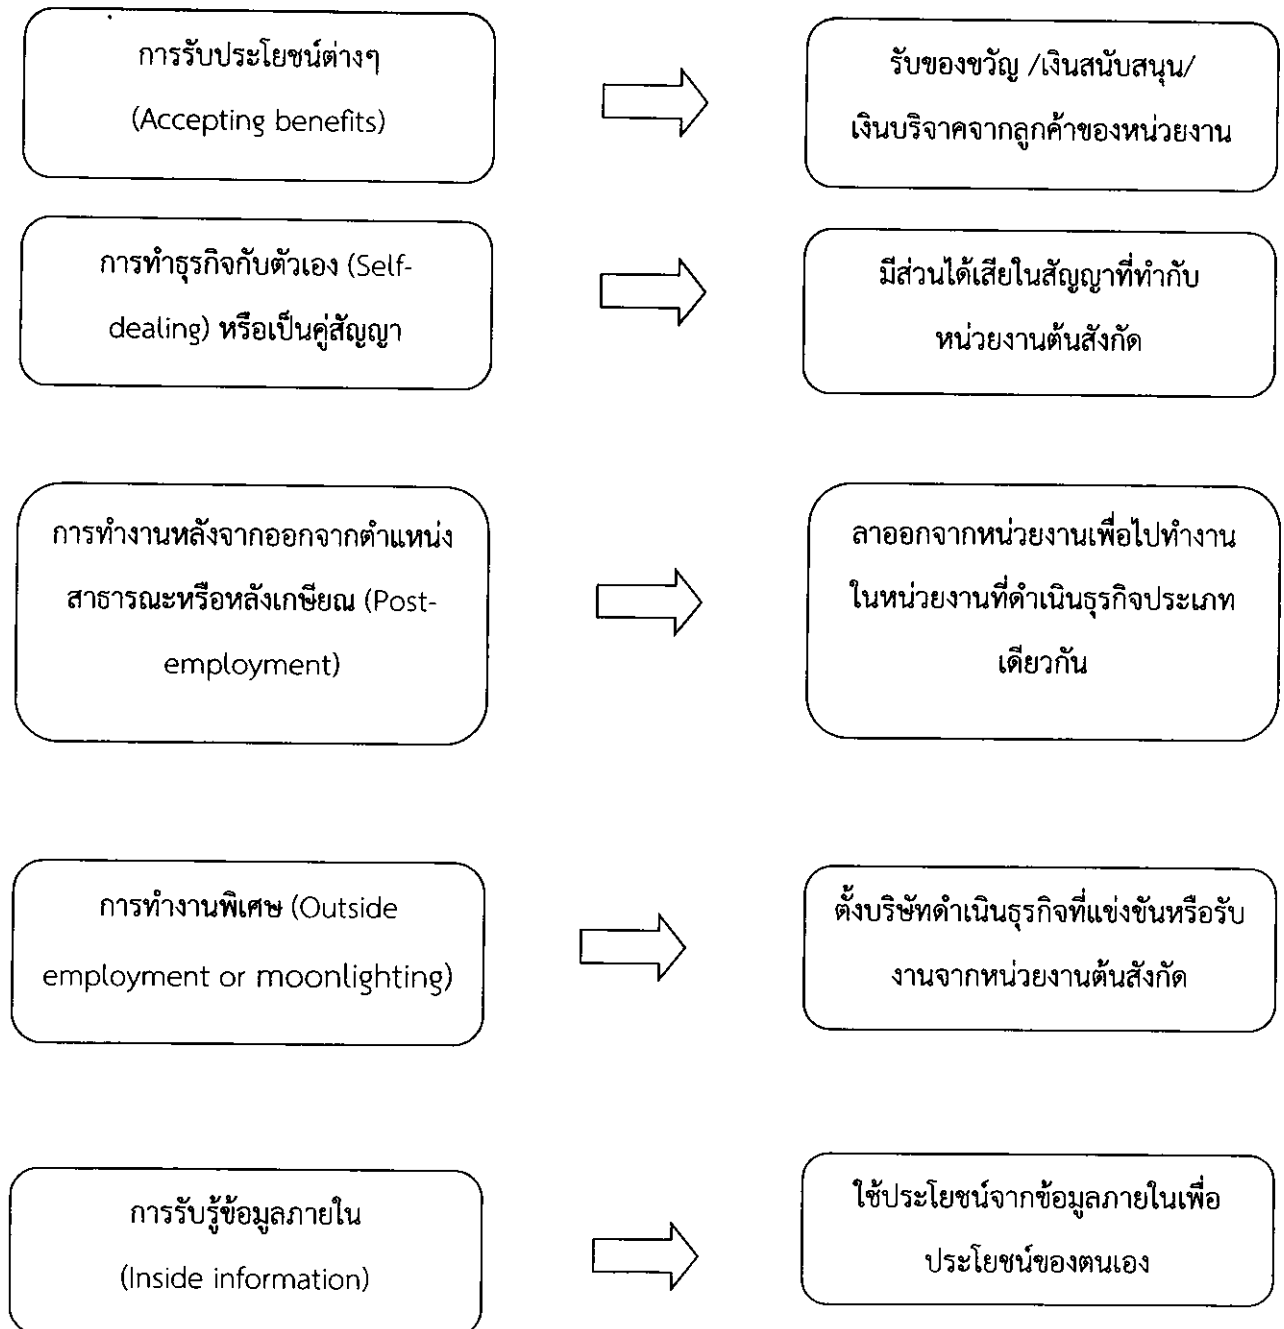 การรับประโยชน์ต่างๆ
(Accepting benefits)
รับของขวัญ /เงินสนับสนุน/
เงินบริจาคจากลูกค้าของหน่วยงาน
การทำธุรกิจกับตัวเอง (Self-
dealing) หรือเป็นคู่สัญญา
มีส่วนได้เสียในสัญญาที่ทำกับ
หน่วยงานต้นสังกัด
การทำงานหลังจากออกจากตำแหน่ง
สาธารณะหรือหลังเกษียณ (Post-
employment)
ลาออกจากหน่วยงานเพื่อไปทำงาน
ในหน่วยงานที่ดำเนินธุรกิจประเภท
เดียวกัน
การทำงานพิเศษ (Outside
employment or moonlighting)
ตั้งบริษัทดำเนินธุรกิจที่แข่งขันหรือรับ
งานจากหน่วยงานต้นสังกัด
การรับรู้ข้อมูลภายใน
(Inside information)
ใช้ประโยชน์จากข้อมูลภายในเพื่อ
ประโยชน์ของตนเอง